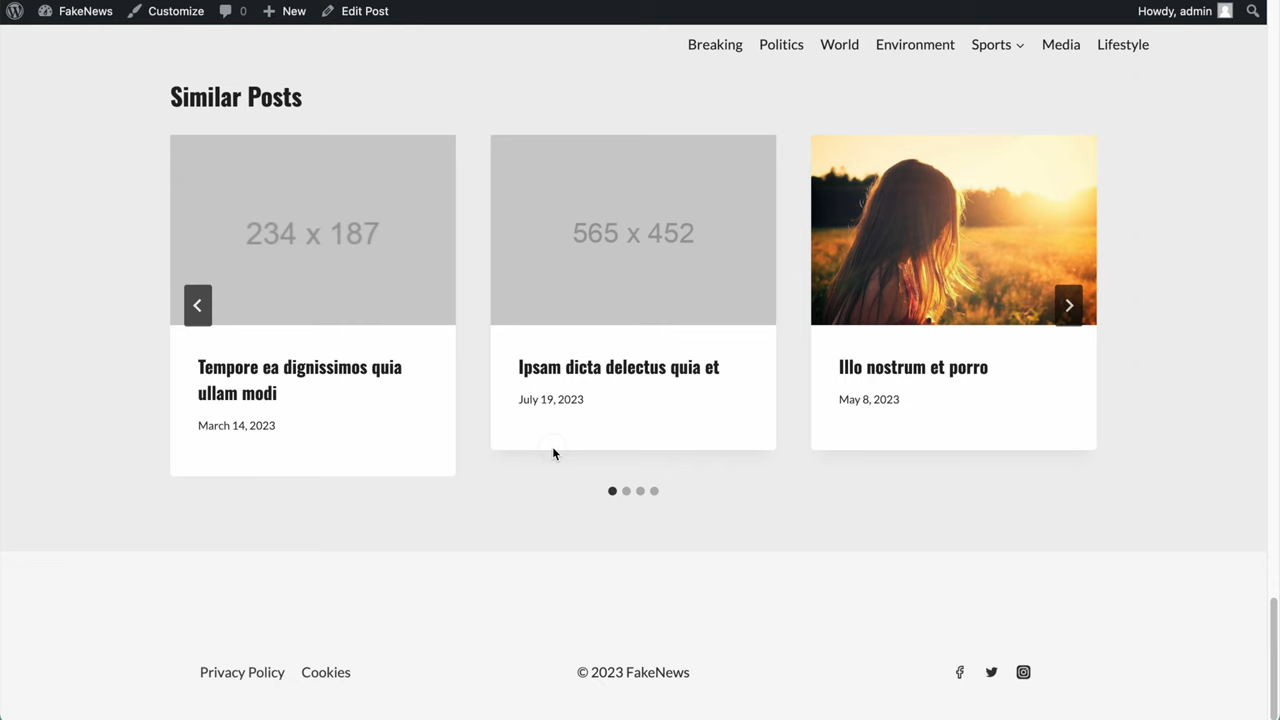 FakeNews Customize 0 New Edit Post Howdy, admin
Breaking Politics World Environment Sports Media Lifestyle
Similar Posts
234 x 187
565 x 452
Tempore ea dignissimos quia
ullam modi
March 14, 2023
Ipsam dicta delectus quia et
July 19, 2023
Illo nostrum et porro
May 8, 2023
Privacy Policy Cookies © 2023 FakeNews